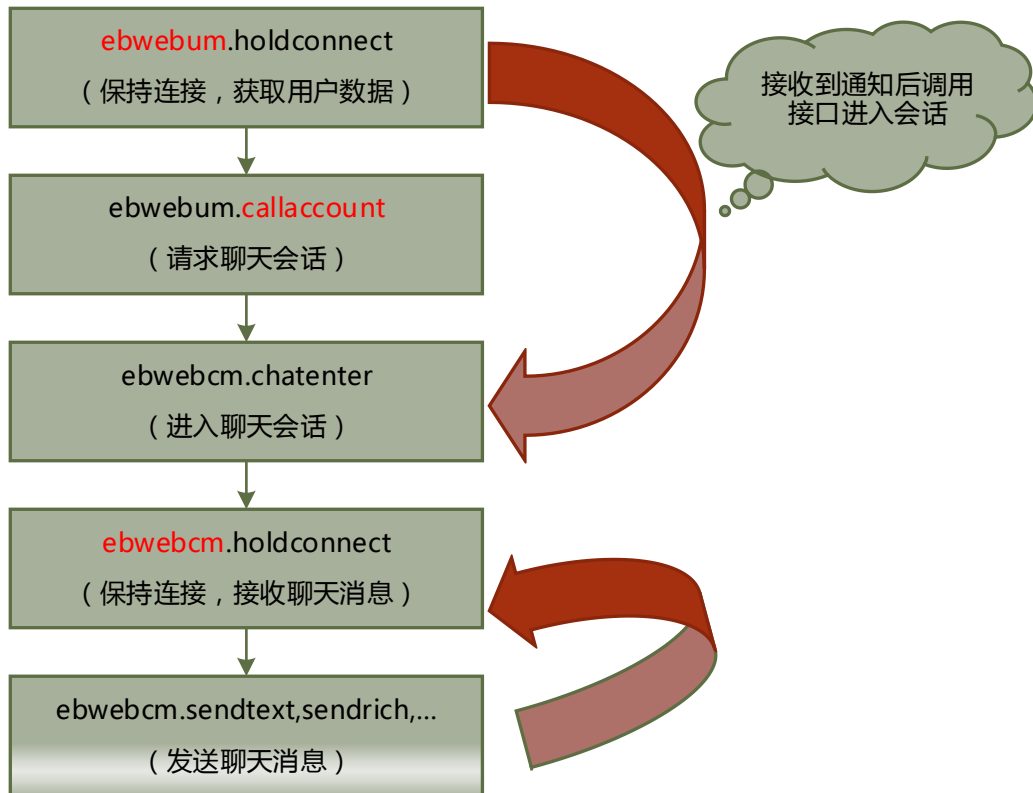 ebwebum.holdconnect
（保持连接，获取用户数据）
接收到通知后调用
接口进入会话
ebwebum.callaccount
（请求聊天会话）
ebwebcm.chatenter
（进入聊天会话）
ebwebcm.holdconnect
（保持连接，接收聊天消息）
ebwebcm.sendtext,sendrich,...
（发送聊天消息）